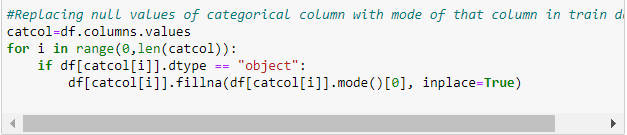 #Replacing null values of categorical column with mode of that column in train
catcol=df.columns.values
for i in range(0,len(catcol)):
    if df[catcol[i]].dtype == "object":
        df[catcol[i]].fillna(df[catcol[i]].mode()[0], inplace=True)